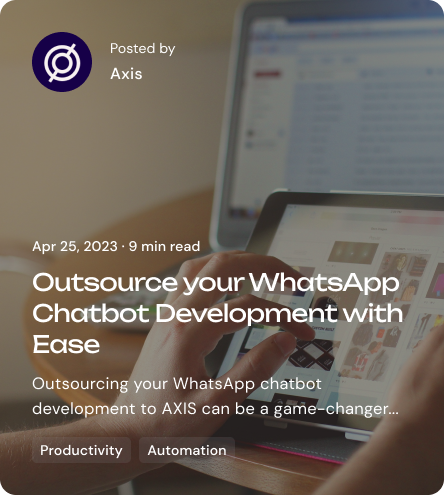 Posted by
Axis
Apr 25, 2023 · 9 min read
Outsource your WhatsApp
Chatbot Development with
Ease
Outsourcing your WhatsApp chatbot
development to AXIS can be a game-changer...
Productivity
Automation